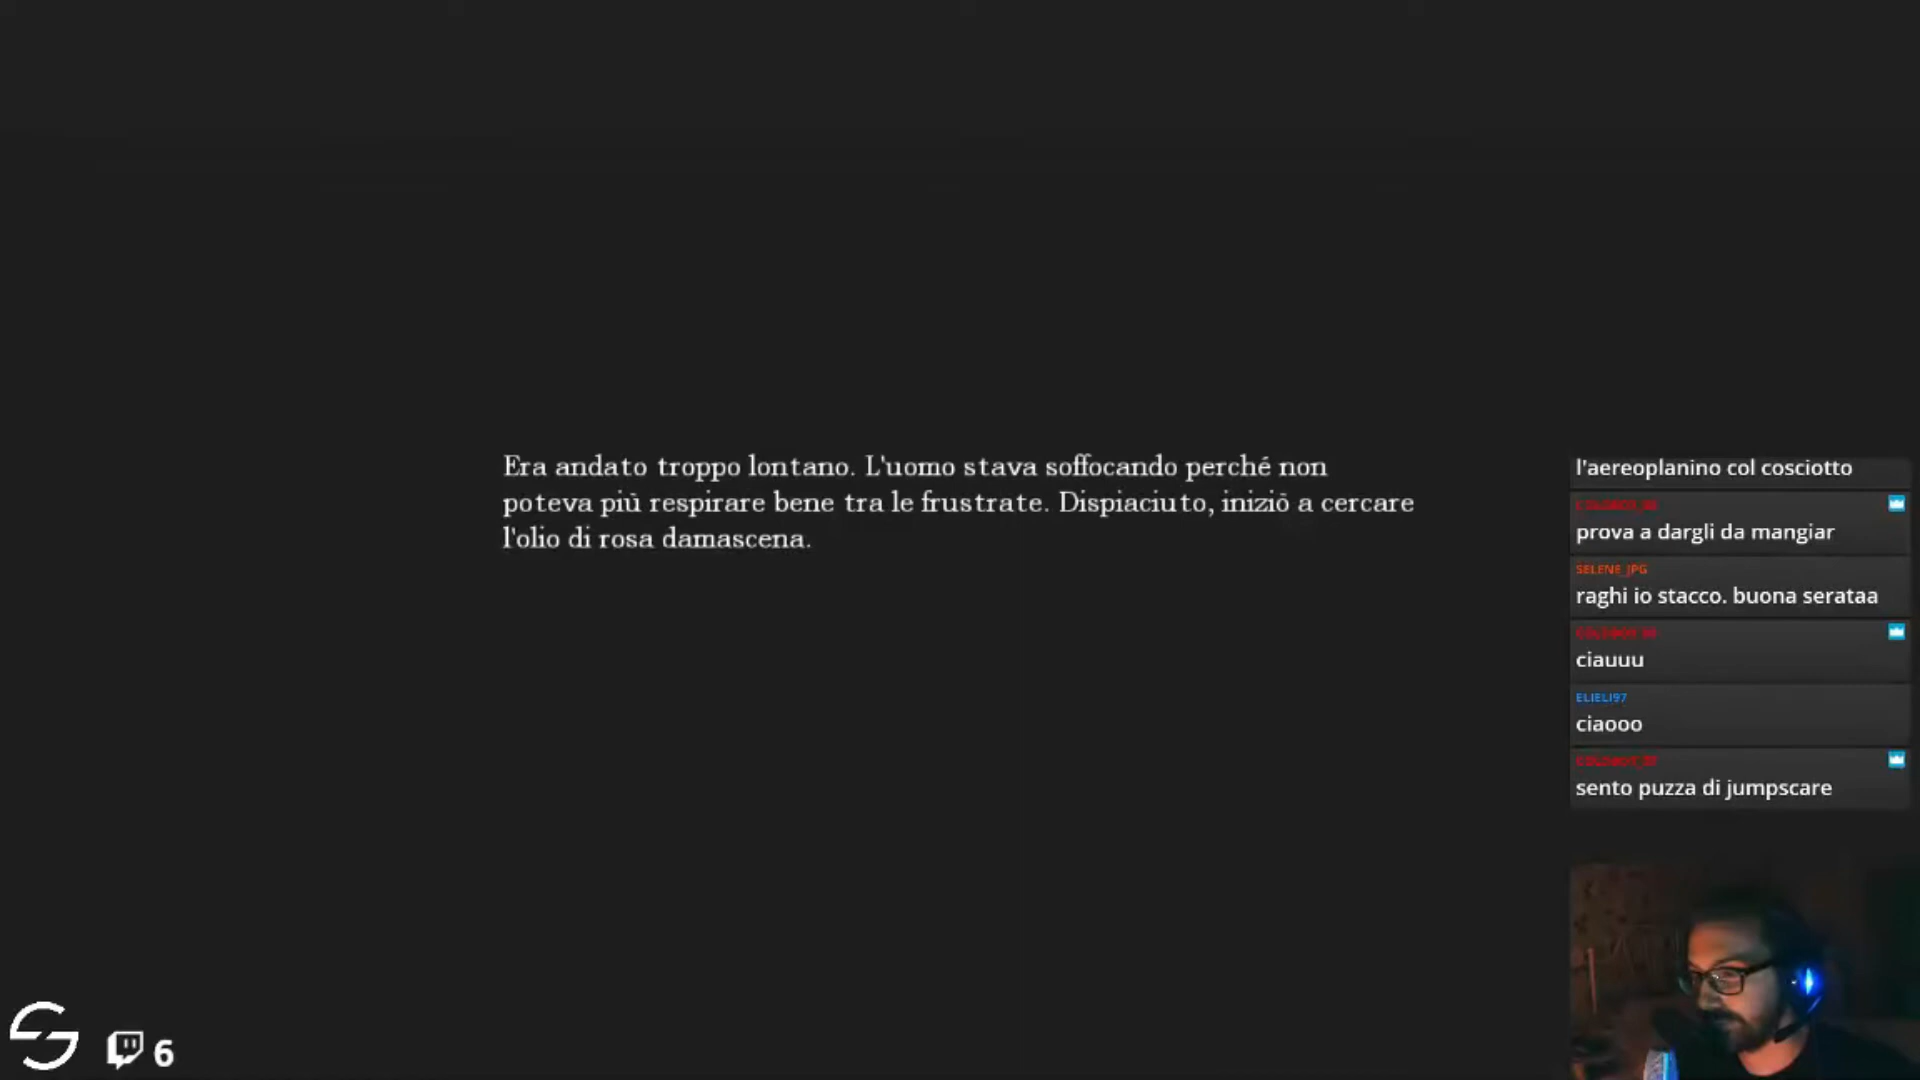 Era andato troppo lontano. L'uomo stava soffocando perché non
poteva più respirare bene tra le frustrate. Dispiaciuto, iniziò a cercare
l'olio di rosa damascena.
l'aereoplanino col cosciotto
prova a dargli da mangiar
SELENE_JPG
raghi io stacco. buona serataa
ciauuu
ELIELI97
ciaooo
sento puzza di jumpscare
6